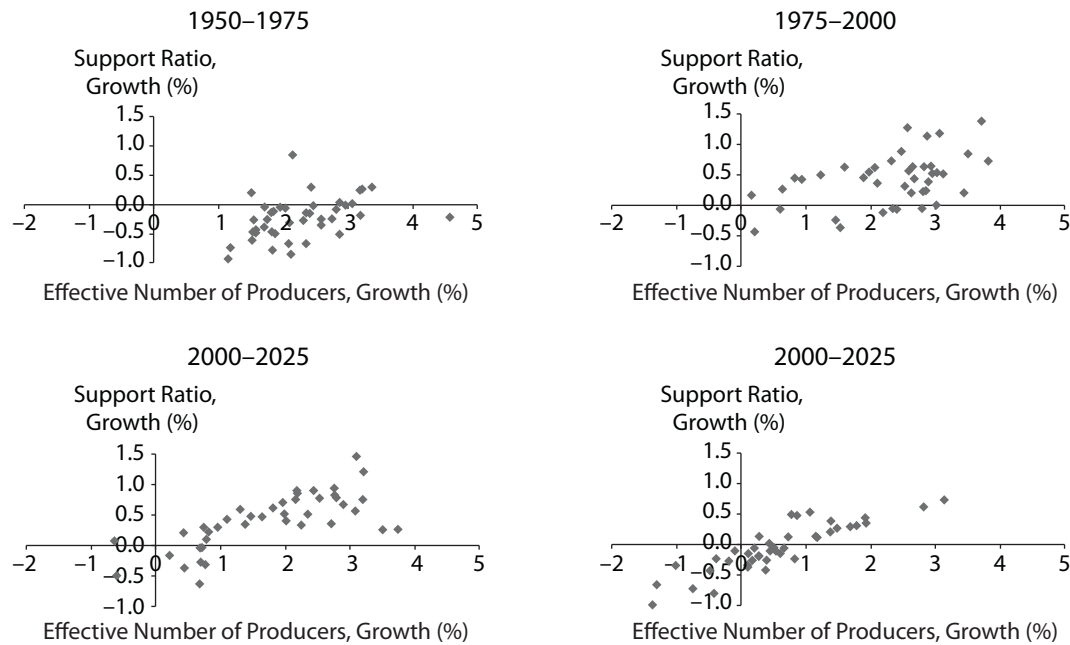 1950–1975
Support Ratio,
Growth (%)
1.5
1.0
0.5
0.0
−0.5
−1.0
−2 −1 0 1 2 3 4 5
Effective Number of Producers, Growth (%)
1975–2000
Support Ratio,
Growth (%)
1.5
1.0
0.5
0.0
−0.5
−1.0
−2 −1 0 1 2 3 4 5
Effective Number of Producers, Growth (%)
2000–2025
Support Ratio,
Growth (%)
1.5
1.0
0.5
0.0
−0.5
−1.0
−2 −1 0 1 2 3 4 5
Effective Number of Producers, Growth (%)
2000–2025
Support Ratio,
Growth (%)
1.5
1.0
0.5
0.0
−0.5
−1.0
−2 −1 0 1 2 3 4 5
Effective Number of Producers, Growth (%)